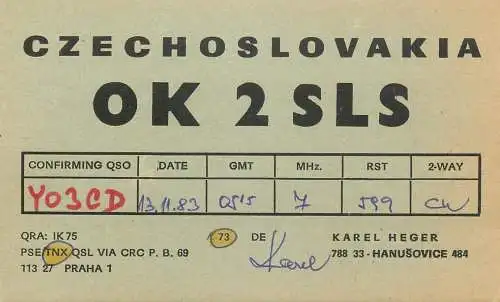 CZECHOSLOVAKIA
OK 2 SLS
CONFIRMING QSO DATE GMT MHz. RST 2-WAY
YO3CD 13.11.83 0515 7 599 CW
QRA: IK75 73 DE KAREL HEGER
PSE/TNX QSL VIA CRC P. B. 69 Karel 788 33 - HANUŠOVICE 484
113 27 PRAHA 1